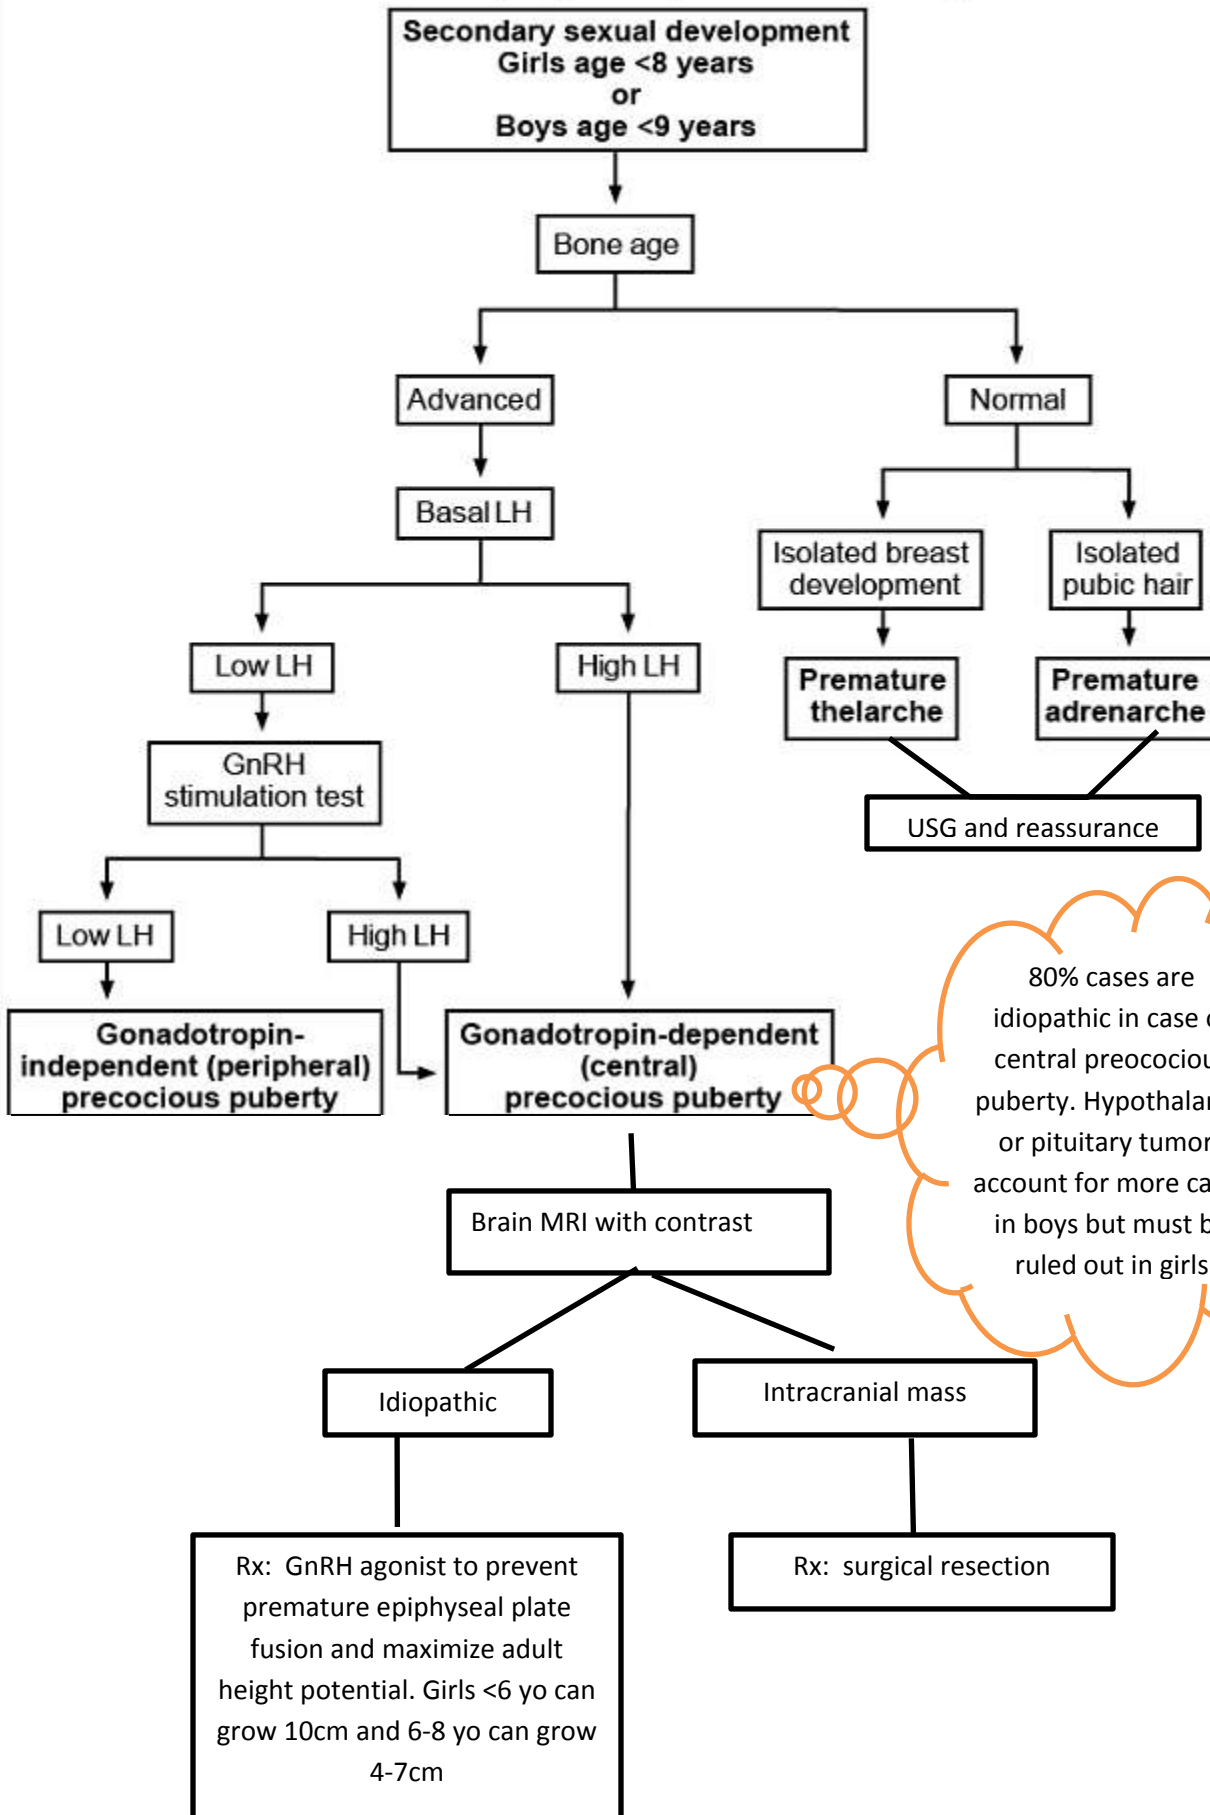 Secondary sexual development
Girls age <8 years
or
Boys age <9 years
Bone age
Advanced
Normal
Basal LH
Isolated breast
development
Isolated
pubic hair
Low LH
High LH
Premature
thelarche
Premature
adrenarche
GnRH
stimulation test
USG and reassurance
Low LH
High LH
Gonadotropin-
independent (peripheral)
precocious puberty
Gonadotropin-dependent
(central)
precocious puberty
80% cases are
idiopathic in case
central
puberty.
or pituitary
account for more
in boys but must
ruled out in girls
Brain MRI with contrast
Idiopathic
Intracranial mass
Rx: GnRH agonist to prevent
premature epiphyseal plate
fusion and maximize adult
height potential. Girls <6 yo can
grow 10cm and 6-8 yo can grow
4-7cm
Rx: surgical resection